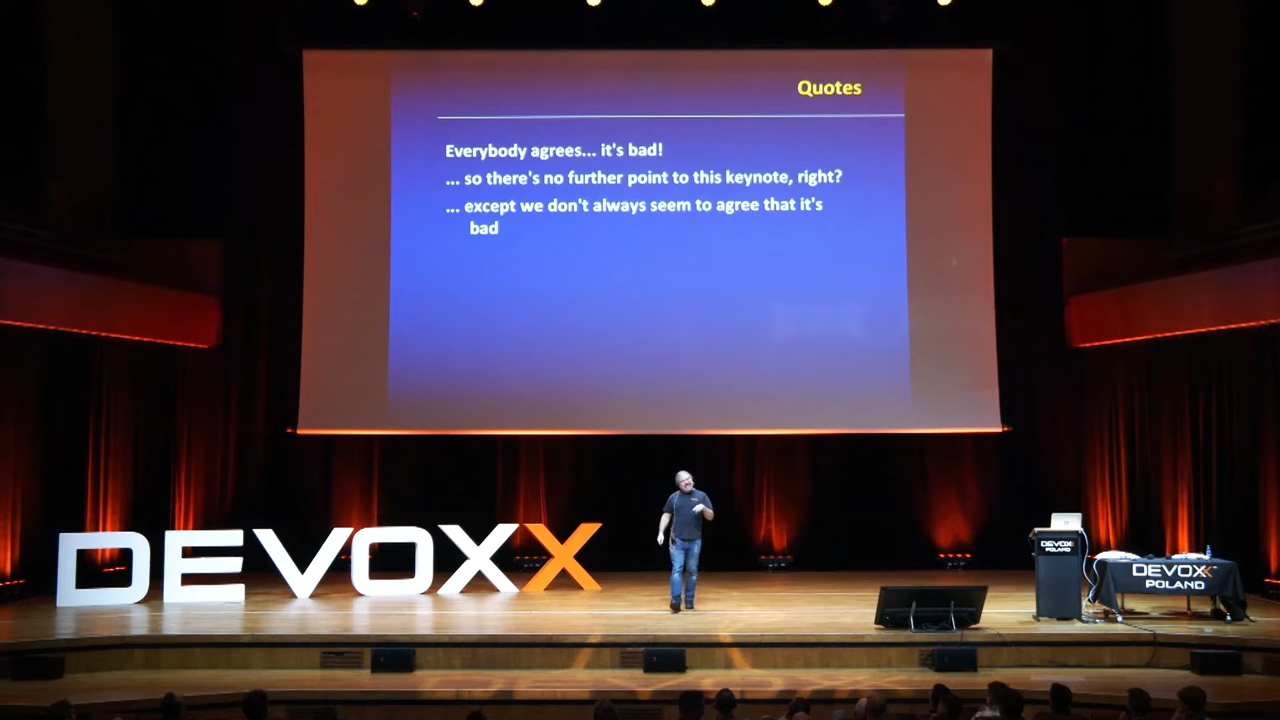 Quotes
Everybody agrees... it's bad!
... so there's no further point to this keynote, right?
... except we don't always seem to agree that it's
bad
DEVOXX
DEVOXX
POLAND
DEVOXX
POLAND